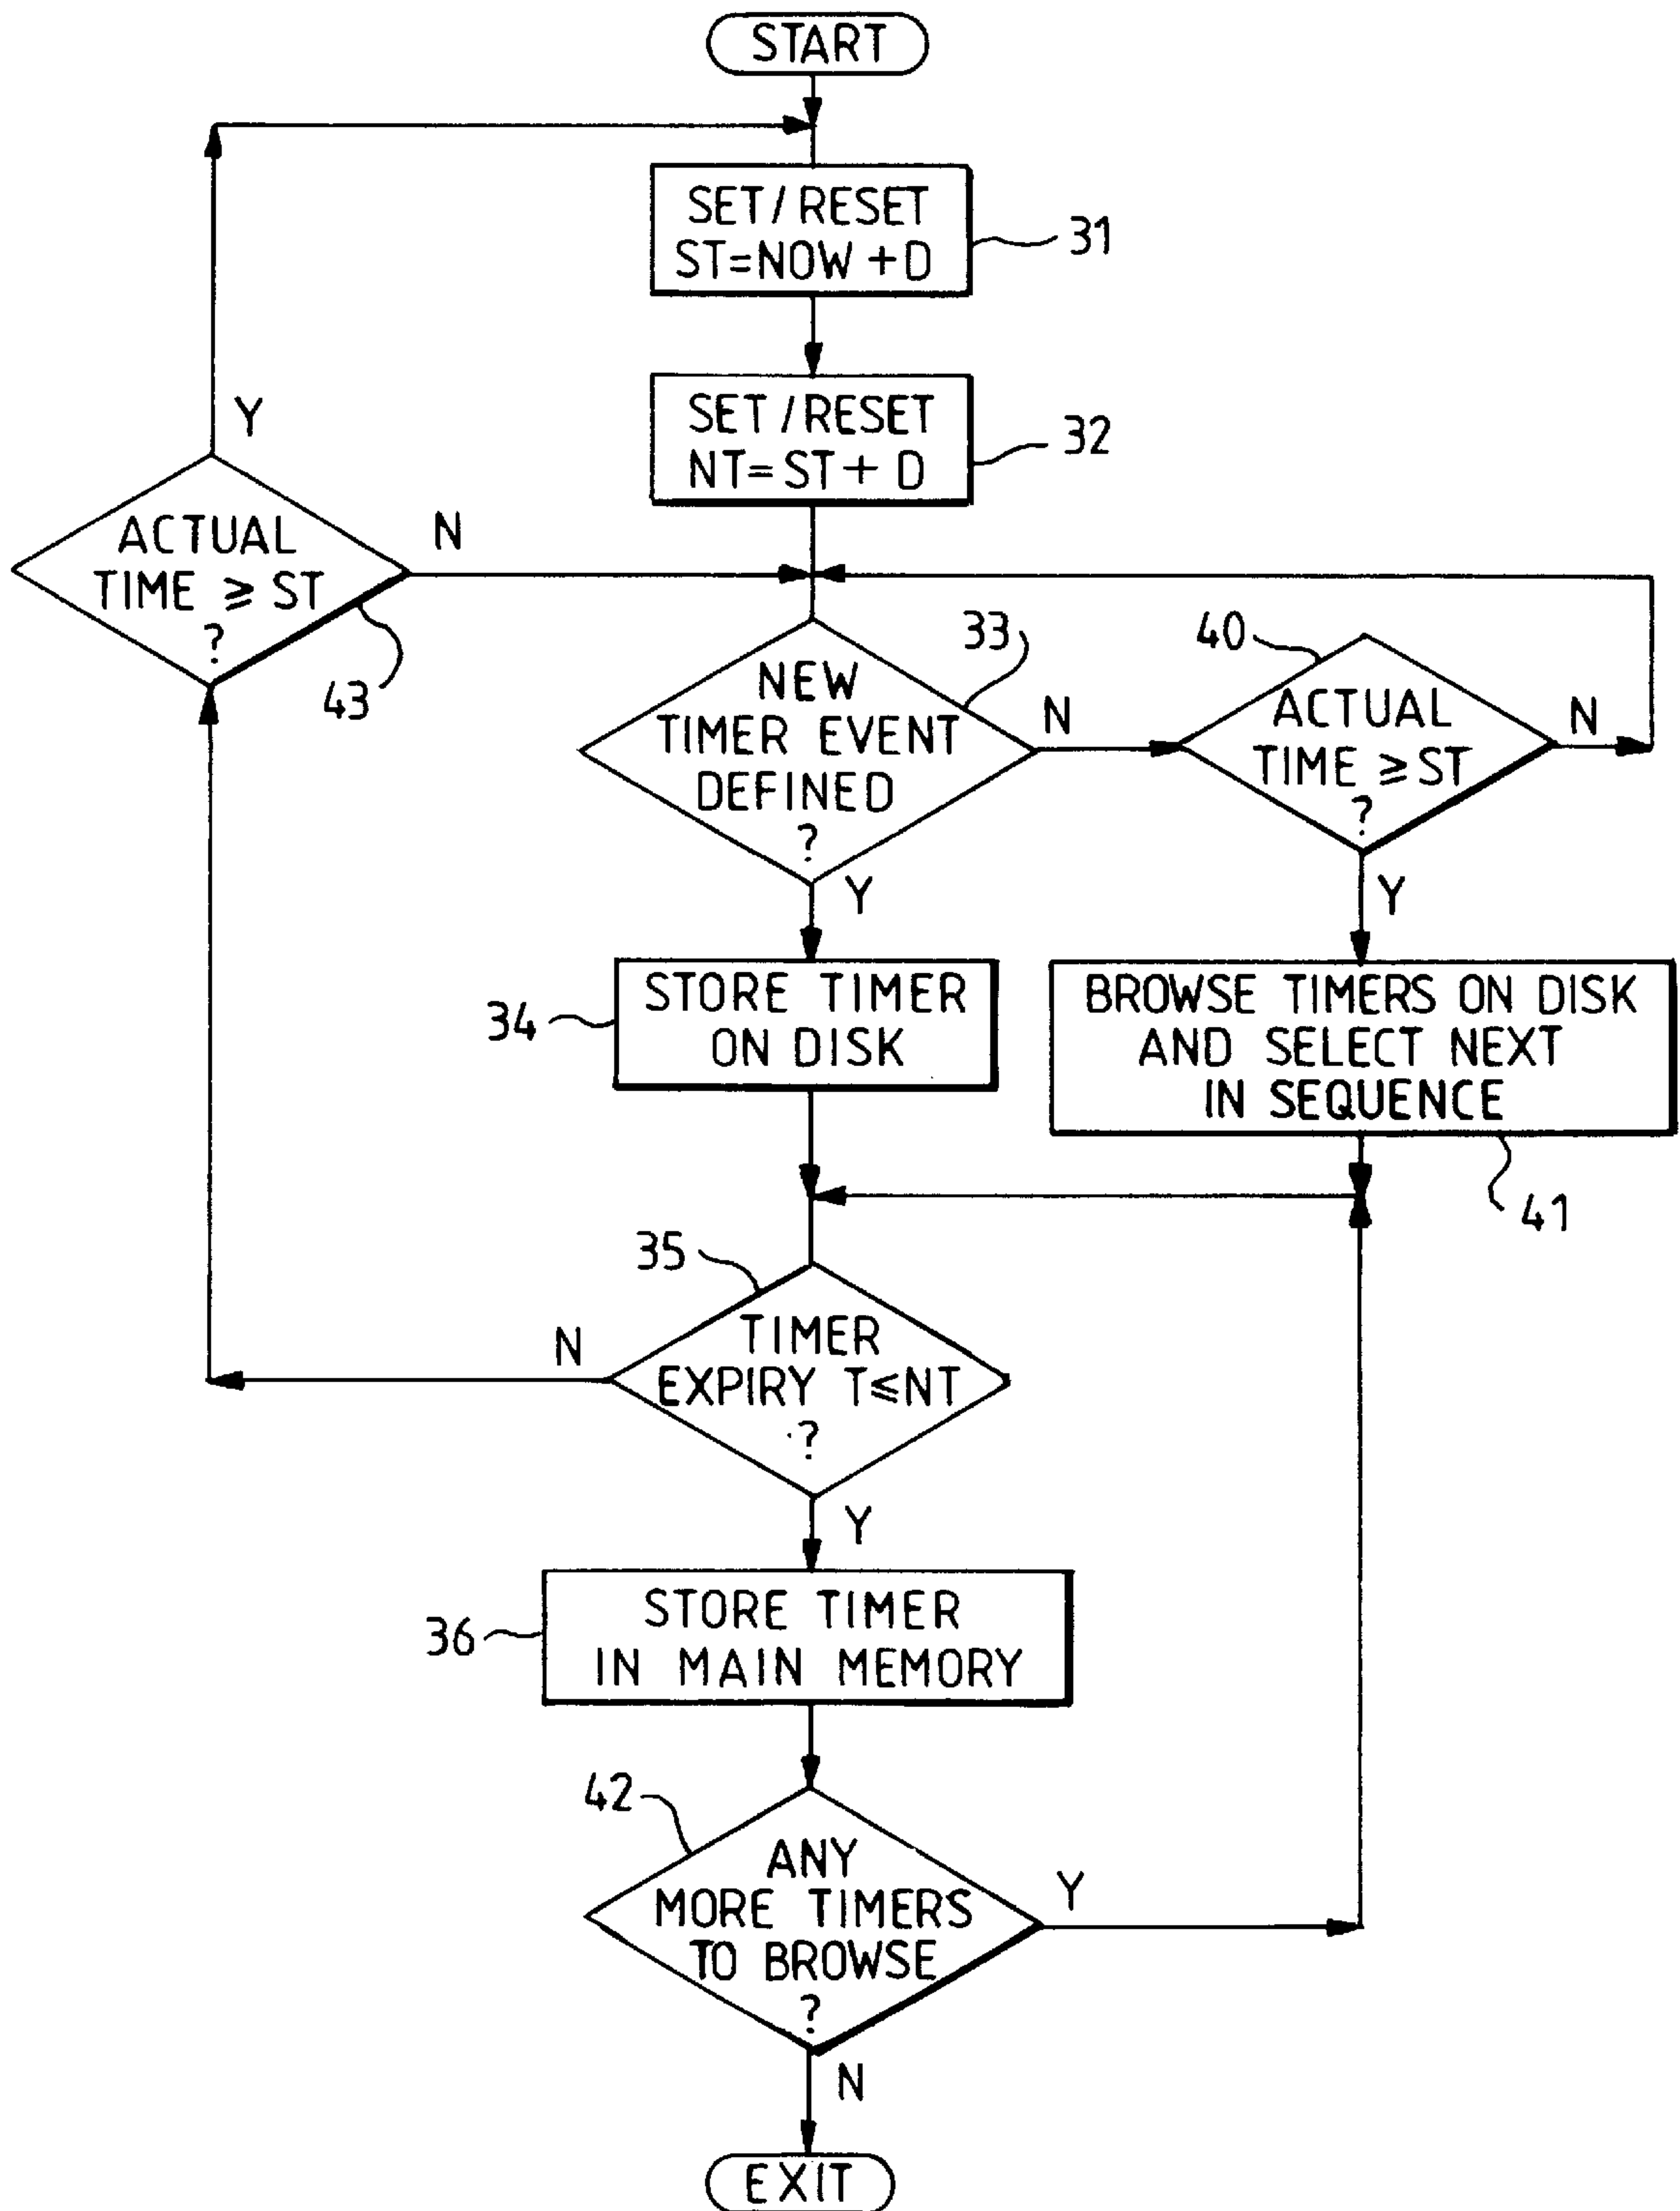 START
SET/RESET
ST=NOW+D
31
SET/RESET
NT=ST+D
32
Y
ACTUAL
TIME ≥ ST
?
N
43
NEW
TIMER EVENT
DEFINED
?
33
N
40
ACTUAL
TIME ≥ ST
?
N
Y
Y
34
STORE TIMER
ON DISK
BROWSE TIMERS ON DISK
AND SELECT NEXT
IN SEQUENCE
41
35
N
TIMER
EXPIRY T≤NT
?
Y
36
STORE TIMER
IN MAIN MEMORY
42
ANY
MORE TIMERS
TO BROWSE
?
Y
N
EXIT